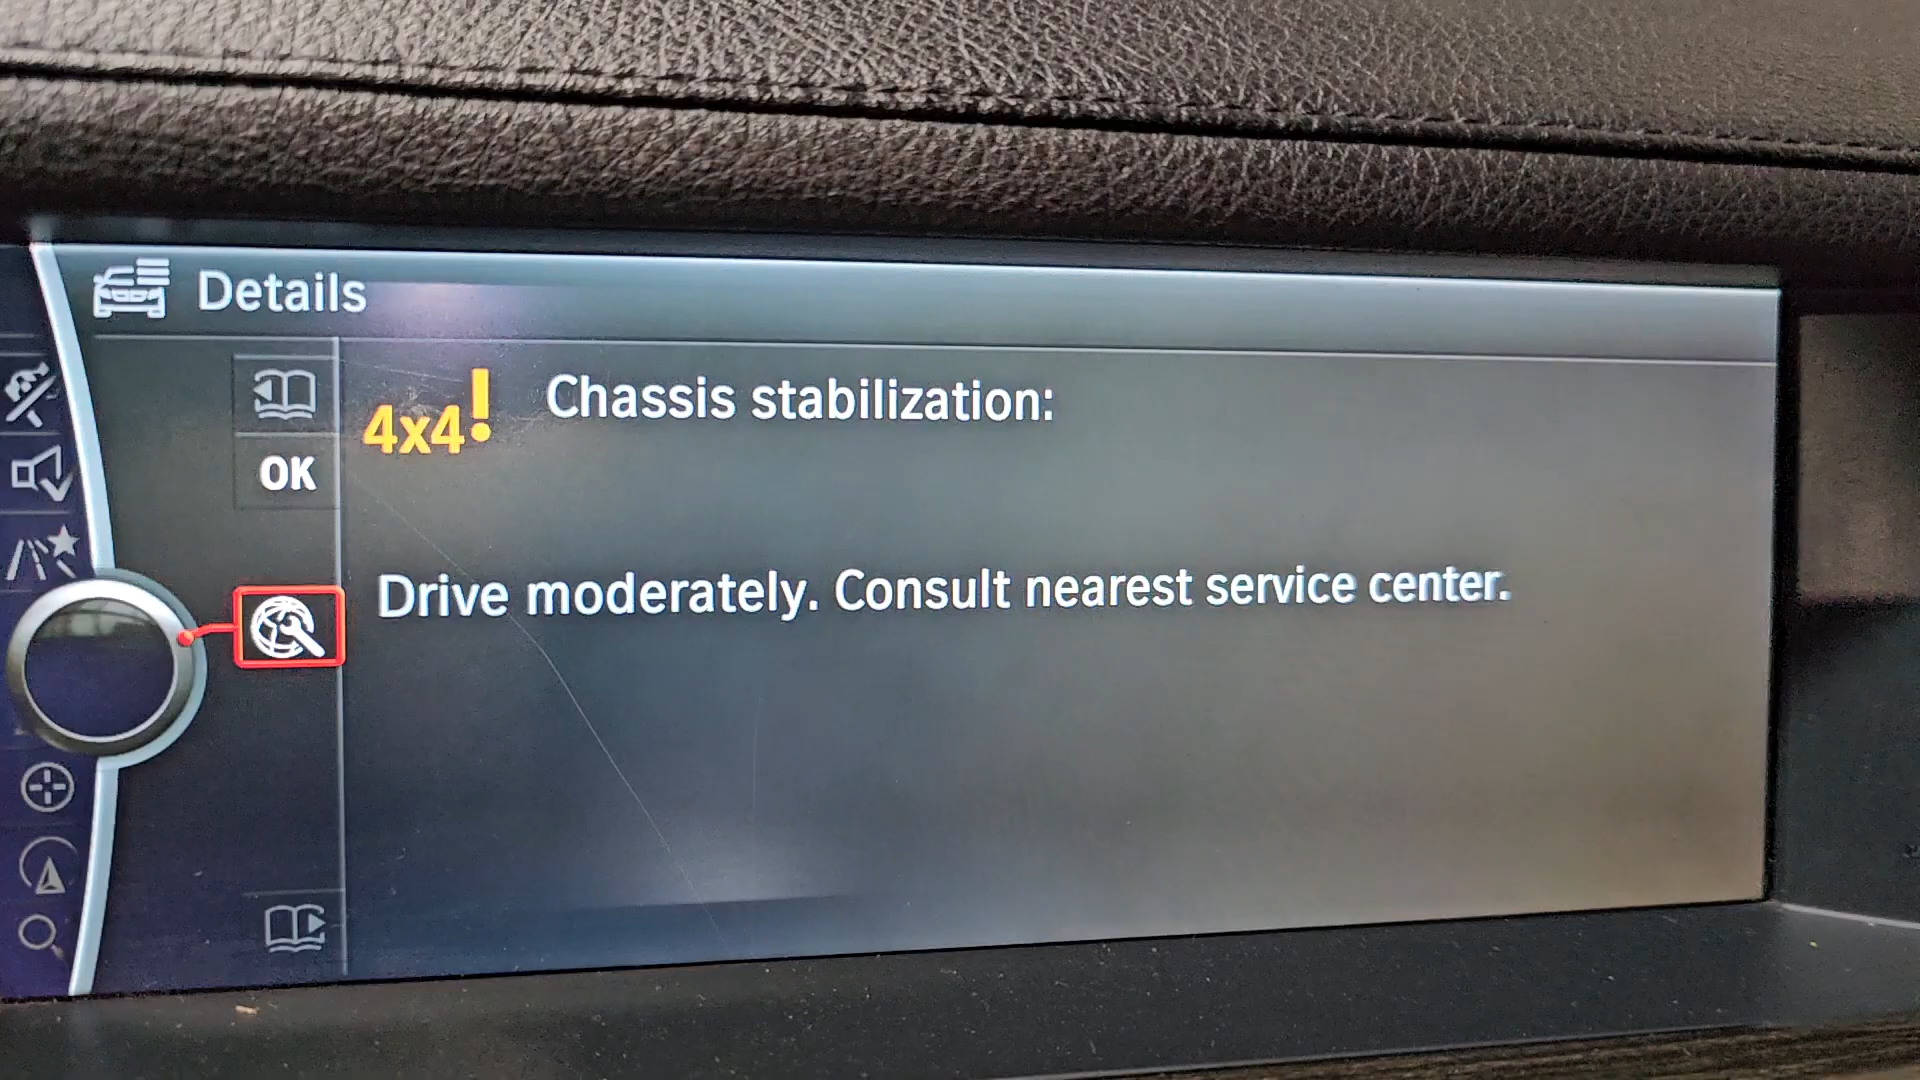 Details
4x4! Chassis stabilization:
OK
Drive moderately. Consult nearest service center.